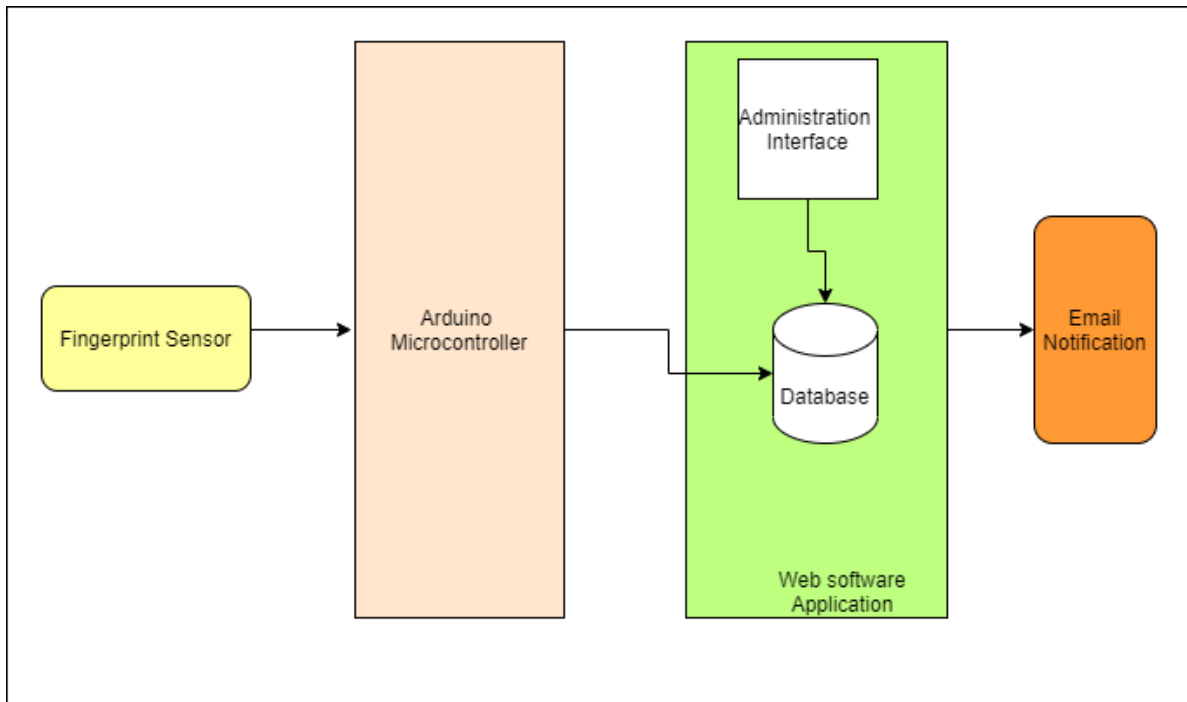 Fingerprint Sensor
Arduino
Microcontroller
Administration
Interface
Database
Web software
Application
Email
Notification